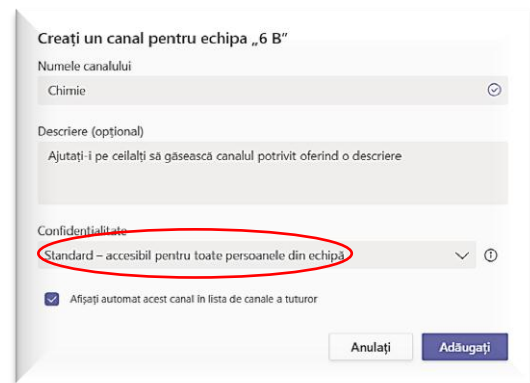 Creați un canal pentru echipa „6 B”
Numele canalului
Chimie
Descriere (opțional)
Ajutați-i pe ceilalți să găsească canalul potrivit oferind o descriere
Confidențialitate
Standard – accesibil pentru toate persoanele din echipă
Afișați automat acest canal în lista de canale a tuturor
Anulați
Adăugați